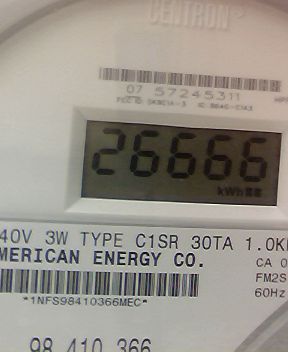 CENTRON
07 57245311
26666
kWh
40V 3W TYPE C1SR 30TA 1.0K
MERICAN ENERGY CO.
CA 0
FM2S
*1NFS98410366MEC*
60Hz
98 410 366